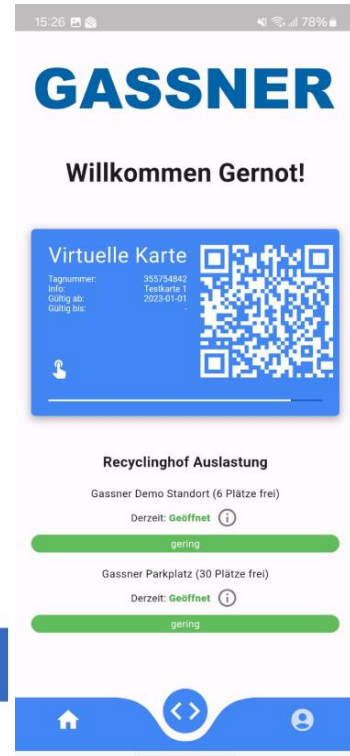 15:26
78%
GASSNER
Willkommen Gernot!
Virtuelle Karte
Tagnummer: 355754842
Info: Testkarte 1
Gültig ab: 2023-01-01
Gültig bis: -
Recyclinghof Auslastung
Gassner Demo Standort (6 Plätze frei)
Derzeit: Geöffnet i
gering
Gassner Parkplatz (30 Plätze frei)
Derzeit: Geöffnet i
gering